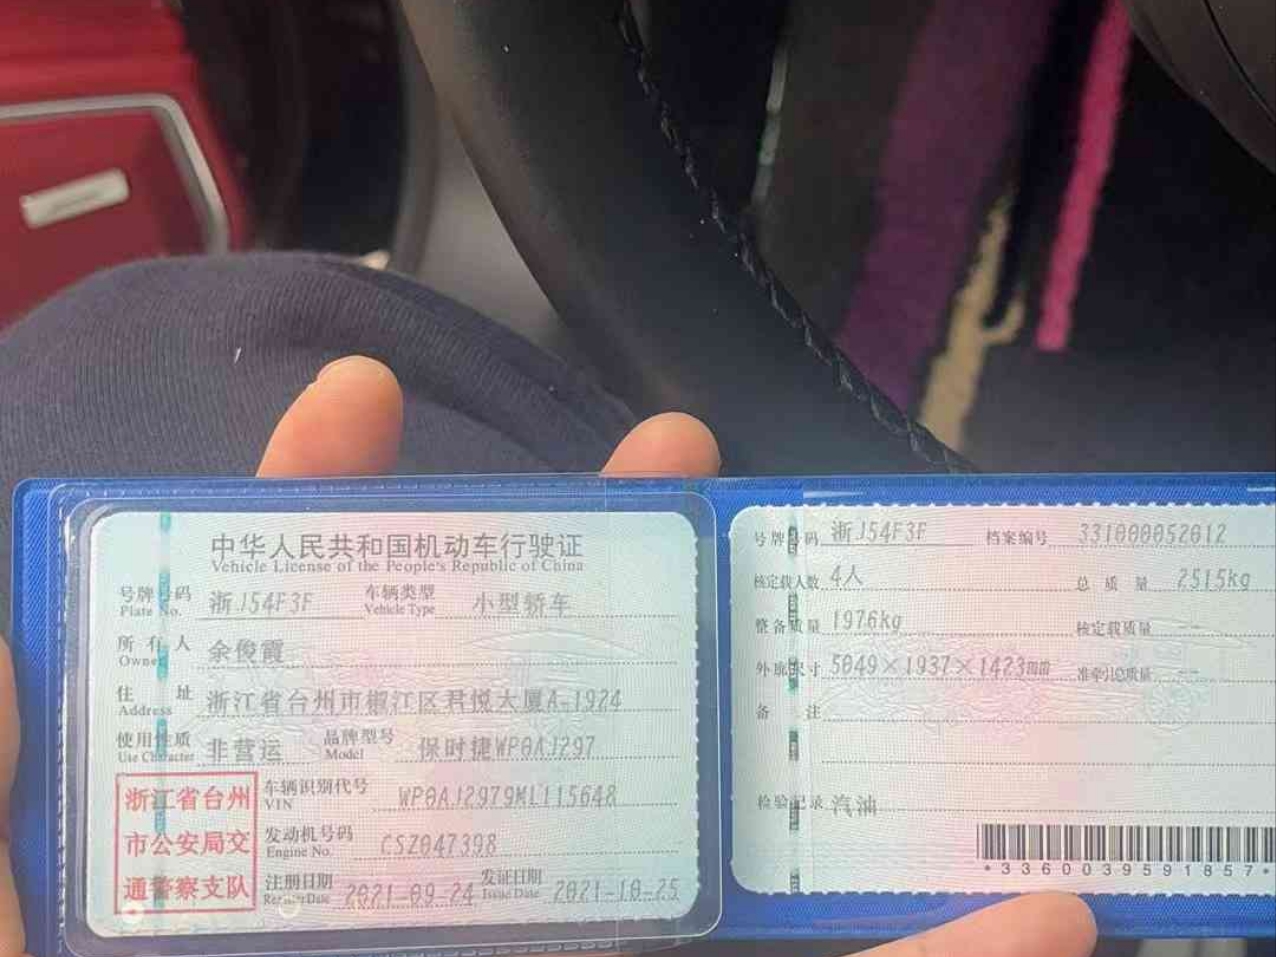 中华人民共和国机动车行驶证
Vehicle License of the People's Republic of China
号牌号码 浙J54F3F 车辆类型 小型轿车
Plate No. Vehicle Type
所有人 余俊霞
Owner
住址 浙江省台州市椒江区君悦大厦A-1924
Address
使用性质 非营运 品牌型号 保时捷WP0AJ297
Use Character Model
浙江省台州
市公安局交
通警察支队
车辆识别代号 WP0AJ2979ML115648
VIN
发动机号码 CSZ047398
Engine No.
注册日期 2021-09-24 发证日期 2021-10-25
Register Date Issue Date
号牌号码 浙J54F3F 档案编号 331000052012
核定载人数 4人 总质量 2515kg
整备质量 1976kg 核定载质量 --
外廓尺寸 5049×1937×1423mm 准牵引总质量 --
备注
检验记录 汽油
*3360039591857*